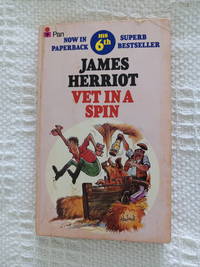 Pan
NOW IN
PAPERBACK
HIS
6th
SUPERB
BESTSELLER
JAMES
HERRIOT
VET IN A
SPIN